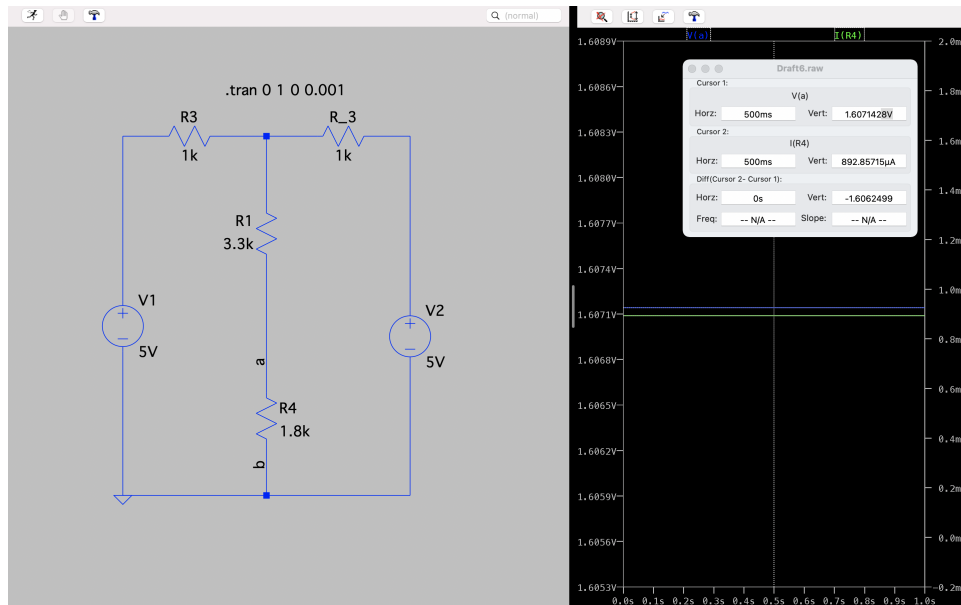 (normal)
.tran 0 1 0 0.001
R3
1k
R_3
1k
R1
3.3k
V1
5V
V2
5V
a
R4
1.8k
b
V(a)
I(R4)
1.6089V
1.6086V
1.6083V
1.6080V
1.6077V
1.6074V
1.6071V
1.6068V
1.6065V
1.6062V
1.6059V
1.6056V
1.6053V
Draft6.raw
Cursor 1:
V(a)
Horz: 500ms Vert: 1.6071428V
Cursor 2:
I(R4)
Horz: 500ms Vert: 892.85715µA
Diff(Cursor 2- Cursor 1):
Horz: 0s Vert: -1.6062499
Freq: -- N/A -- Slope: -- N/A --
2.0m
1.8m
1.6m
1.4m
1.2m
1.0m
0.8m
0.6m
0.4m
0.2m
0.0m
-0.2m
0.0s 0.1s 0.2s 0.3s 0.4s 0.5s 0.6s 0.7s 0.8s 0.9s 1.0s